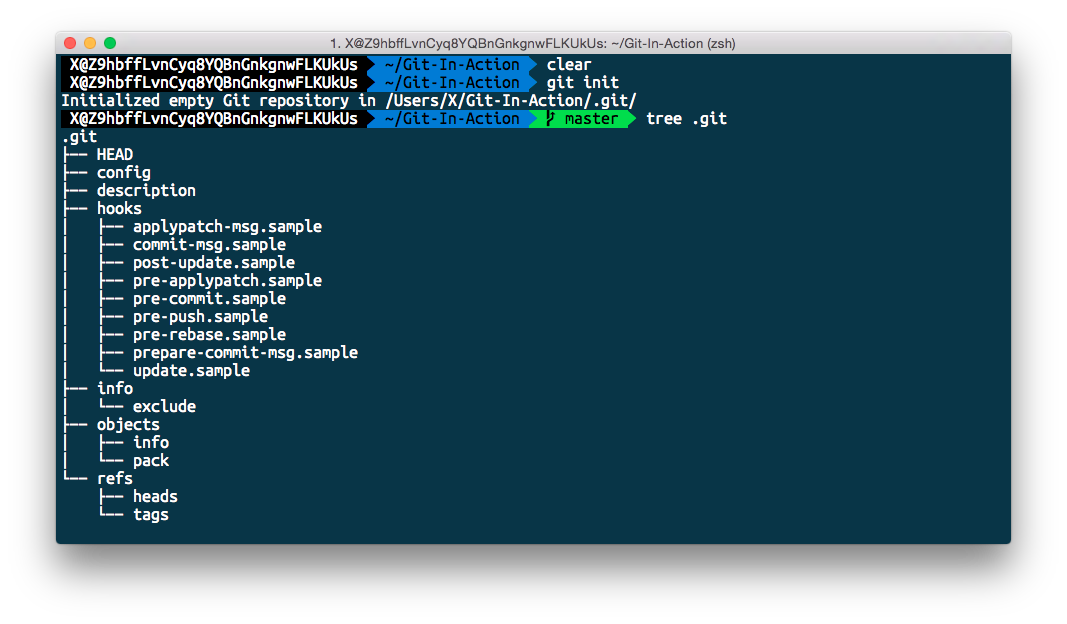 1. X@Z9hbffLvnCyq8YQBnGnkgnwFLKUkUs: ~/Git-In-Action (zsh)
X@Z9hbffLvnCyq8YQBnGnkgnwFLKUkUs ~/Git-In-Action clear
X@Z9hbffLvnCyq8YQBnGnkgnwFLKUkUs ~/Git-In-Action git init
Initialized empty Git repository in /Users/X/Git-In-Action/.git/
X@Z9hbffLvnCyq8YQBnGnkgnwFLKUkUs ~/Git-In-Action master tree .git
.git
├── HEAD
├── config
├── description
├── hooks
│   ├── applypatch-msg.sample
│   ├── commit-msg.sample
│   ├── post-update.sample
│   ├── pre-applypatch.sample
│   ├── pre-commit.sample
│   ├── pre-push.sample
│   ├── pre-rebase.sample
│   ├── prepare-commit-msg.sample
│   └── update.sample
├── info
│   └── exclude
├── objects
│   ├── info
│   └── pack
└── refs
    ├── heads
    └── tags